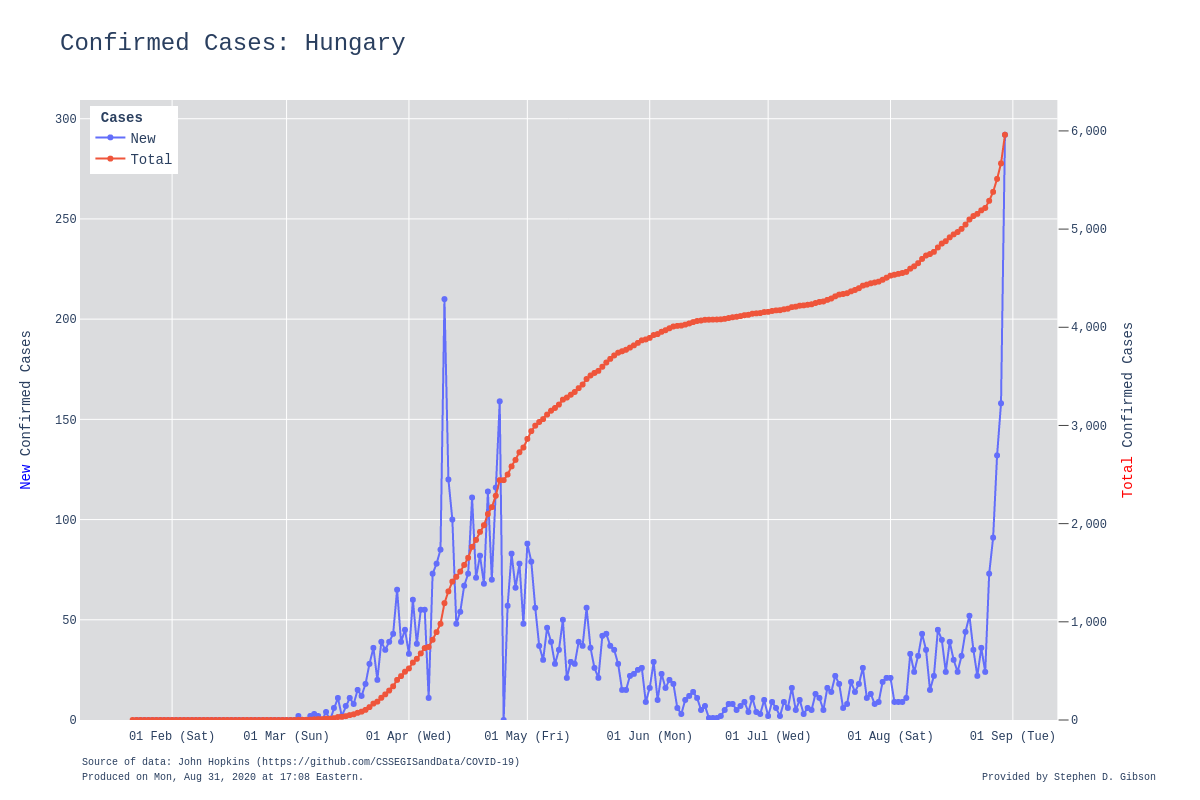 Confirmed Cases: Hungary
Cases
New
Total
300
250
200
150
100
50
0
6,000
5,000
4,000
3,000
2,000
1,000
0
New Confirmed Cases
Total Confirmed Cases
01 Feb (Sat)
01 Mar (Sun)
01 Apr (Wed)
01 May (Fri)
01 Jun (Mon)
01 Jul (Wed)
01 Aug (Sat)
01 Sep (Tue)
Source of data: John Hopkins (https://github.com/CSSEGISandData/COVID-19)
Produced on Mon, Aug 31, 2020 at 17:08 Eastern.
Provided by Stephen D. Gibson